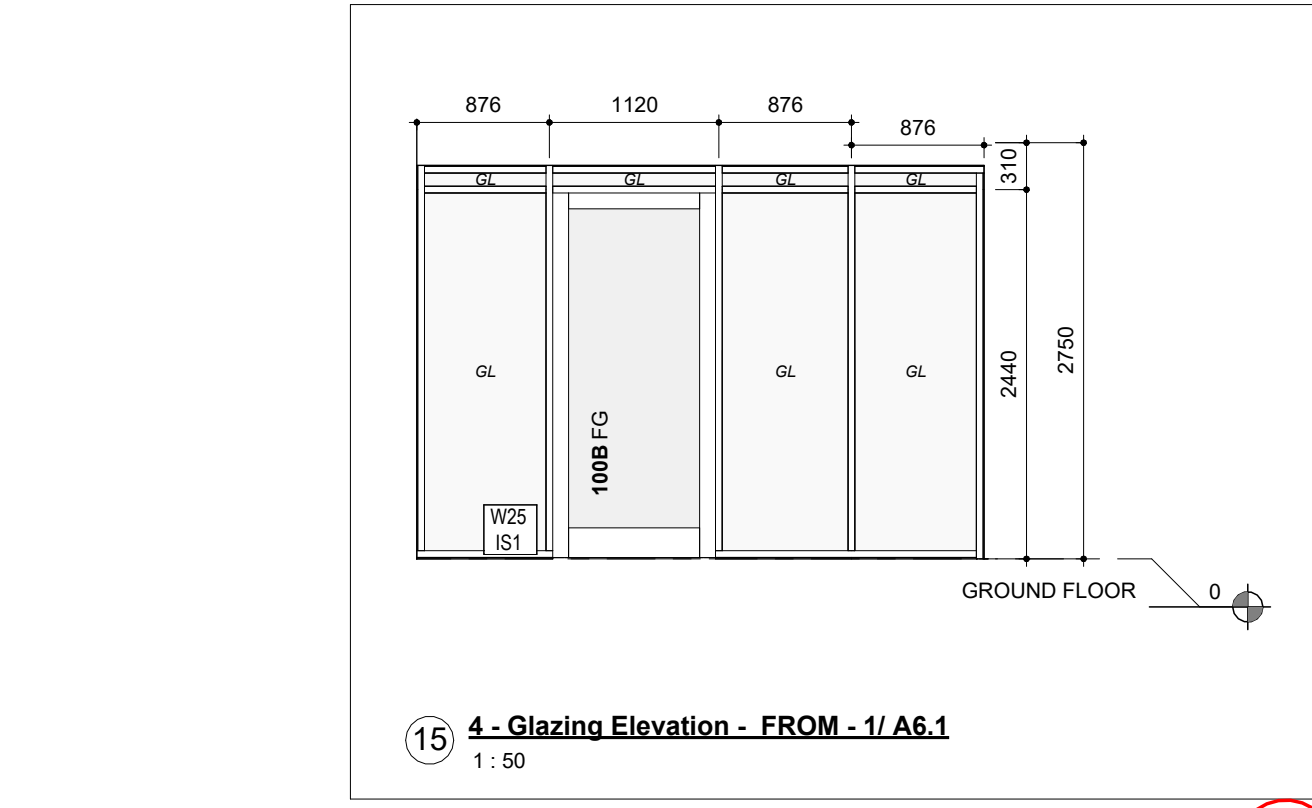 876
1120
876
876
310
GL
GL
GL
GL
2750
2440
GL
GL
GL
100B FG
W25
IS1
GROUND FLOOR
0
15
4 - Glazing Elevation - FROM - 1/ A6.1
1 : 50